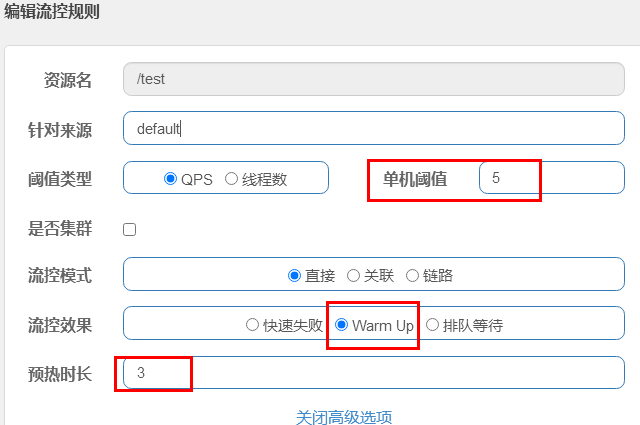 编辑流控规则
资源名 /test
针对来源 default
阈值类型 QPS 线程数 单机阈值 5
是否集群
流控模式 直接 关联 链路
流控效果 快速失败 Warm Up 排队等待
预热时长 3
关闭高级选项